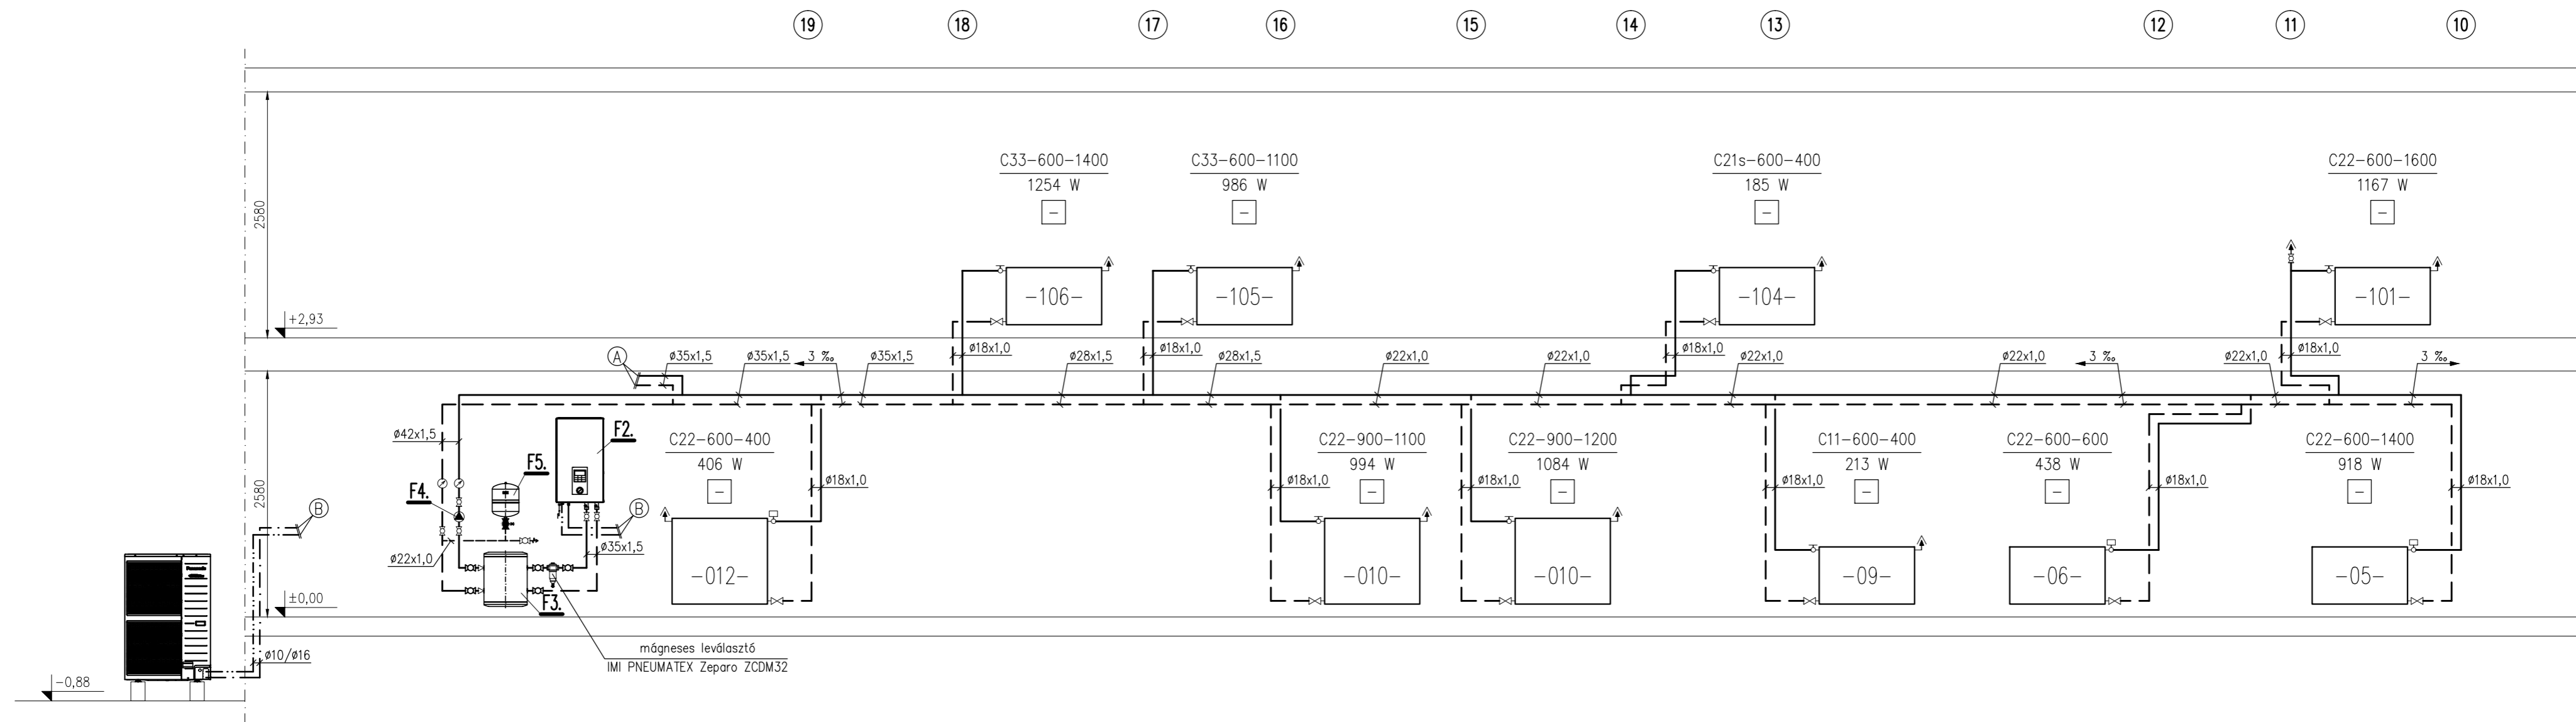 19 18 17 16 15 14 13 12 11 10
C33-600-1400
1254 W
-
-106-
C33-600-1100
986 W
-
-105-
C21s-600-400
185 W
-
-104-
C22-600-1600
1167 W
-
-101-
2580
+2,93
A
ø35x1,5
ø35x1,5
3 ‰
ø35x1,5
ø18x1,0
ø28x1,5
ø18x1,0
ø28x1,5
ø22x1,0
ø22x1,0
ø18x1,0
ø22x1,0
ø22x1,0
3 ‰
ø22x1,0
ø18x1,0
3 ‰
2580
ø42x1,5
F2.
F5.
F4.
B
B
ø22x1,0
ø35x1,5
F3.
C22-600-400
406 W
-
ø18x1,0
-012-
C22-900-1100
994 W
-
ø18x1,0
-010-
C22-900-1200
1084 W
-
ø18x1,0
-010-
C11-600-400
213 W
-
ø18x1,0
-09-
C22-600-600
438 W
-
ø18x1,0
-06-
C22-600-1400
918 W
-
ø18x1,0
-05-
±0,00
mágneses leválasztó
IMI PNEUMATEX Zeparo ZCDM32
ø10/ø16
-0,88
Panasonic